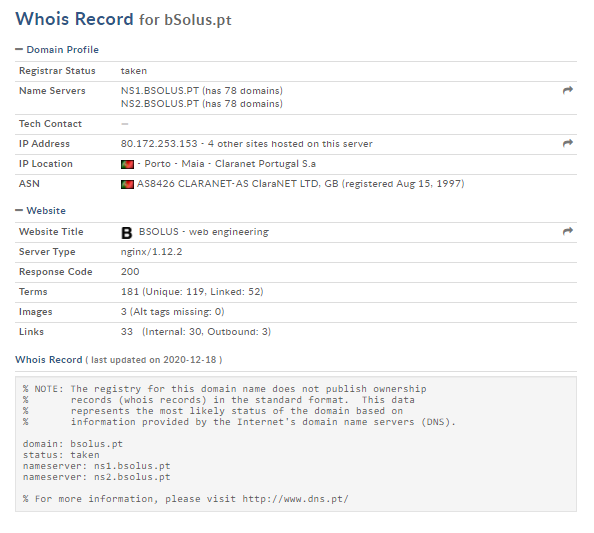 Whois Record for bSolus.pt
Domain Profile
Registrar Status taken
Name Servers NS1.BSOLUS.PT (has 78 domains)
NS2.BSOLUS.PT (has 78 domains)
Tech Contact —
IP Address 80.172.253.153 - 4 other sites hosted on this server
IP Location - Porto - Maia - Claranet Portugal S.a
ASN AS8426 CLARANET-AS ClaraNET LTD, GB (registered Aug 15, 1997)
Website
Website Title B BSOLUS - web engineering
Server Type nginx/1.12.2
Response Code 200
Terms 181 (Unique: 119, Linked: 52)
Images 3 (Alt tags missing: 0)
Links 33 (Internal: 30, Outbound: 3)
Whois Record ( last updated on 2020-12-18 )
% NOTE: The registry for this domain name does not publish ownership
% records (whois records) in the standard format. This data
% represents the most likely status of the domain based on
% information provided by the Internet's domain name servers (DNS).
domain: bsolus.pt
status: taken
nameserver: ns1.bsolus.pt
nameserver: ns2.bsolus.pt
% For more information, please visit http://www.dns.pt/